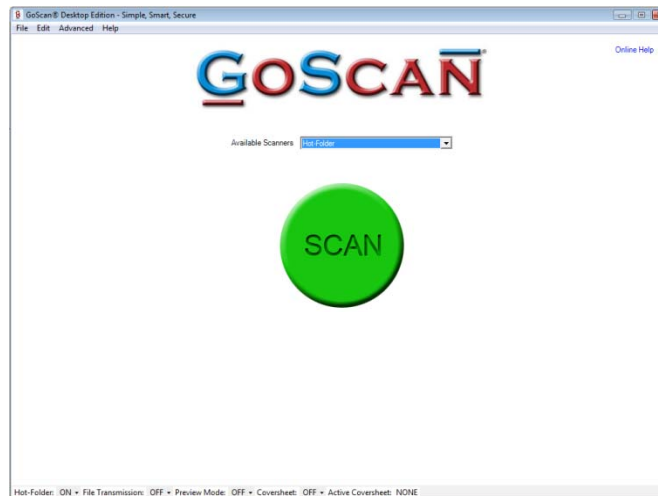 GoScan® Desktop Edition - Simple, Smart, Secure
File Edit Advanced Help
GOSCAN
Online Help
Available Scanners Hot-Folder
SCAN
Hot-Folder: ON File Transmission: OFF Preview Mode: OFF Coversheet: OFF Active Coversheet: NONE